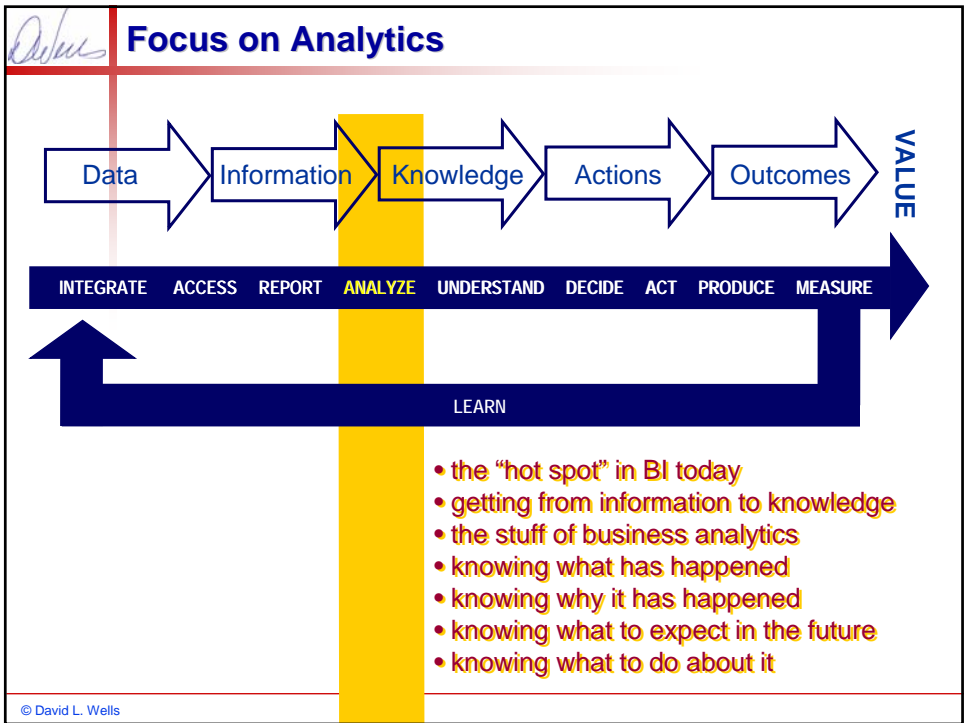 Focus on Analytics
Data Information Knowledge Actions Outcomes
VALUE
INTEGRATE ACCESS REPORT ANALYZE UNDERSTAND DECIDE ACT PRODUCE MEASURE
LEARN
• the “hot spot” in BI today
• getting from information to knowledge
• the stuff of business analytics
• knowing what has happened
• knowing why it has happened
• knowing what to expect in the future
• knowing what to do about it
© David L. Wells